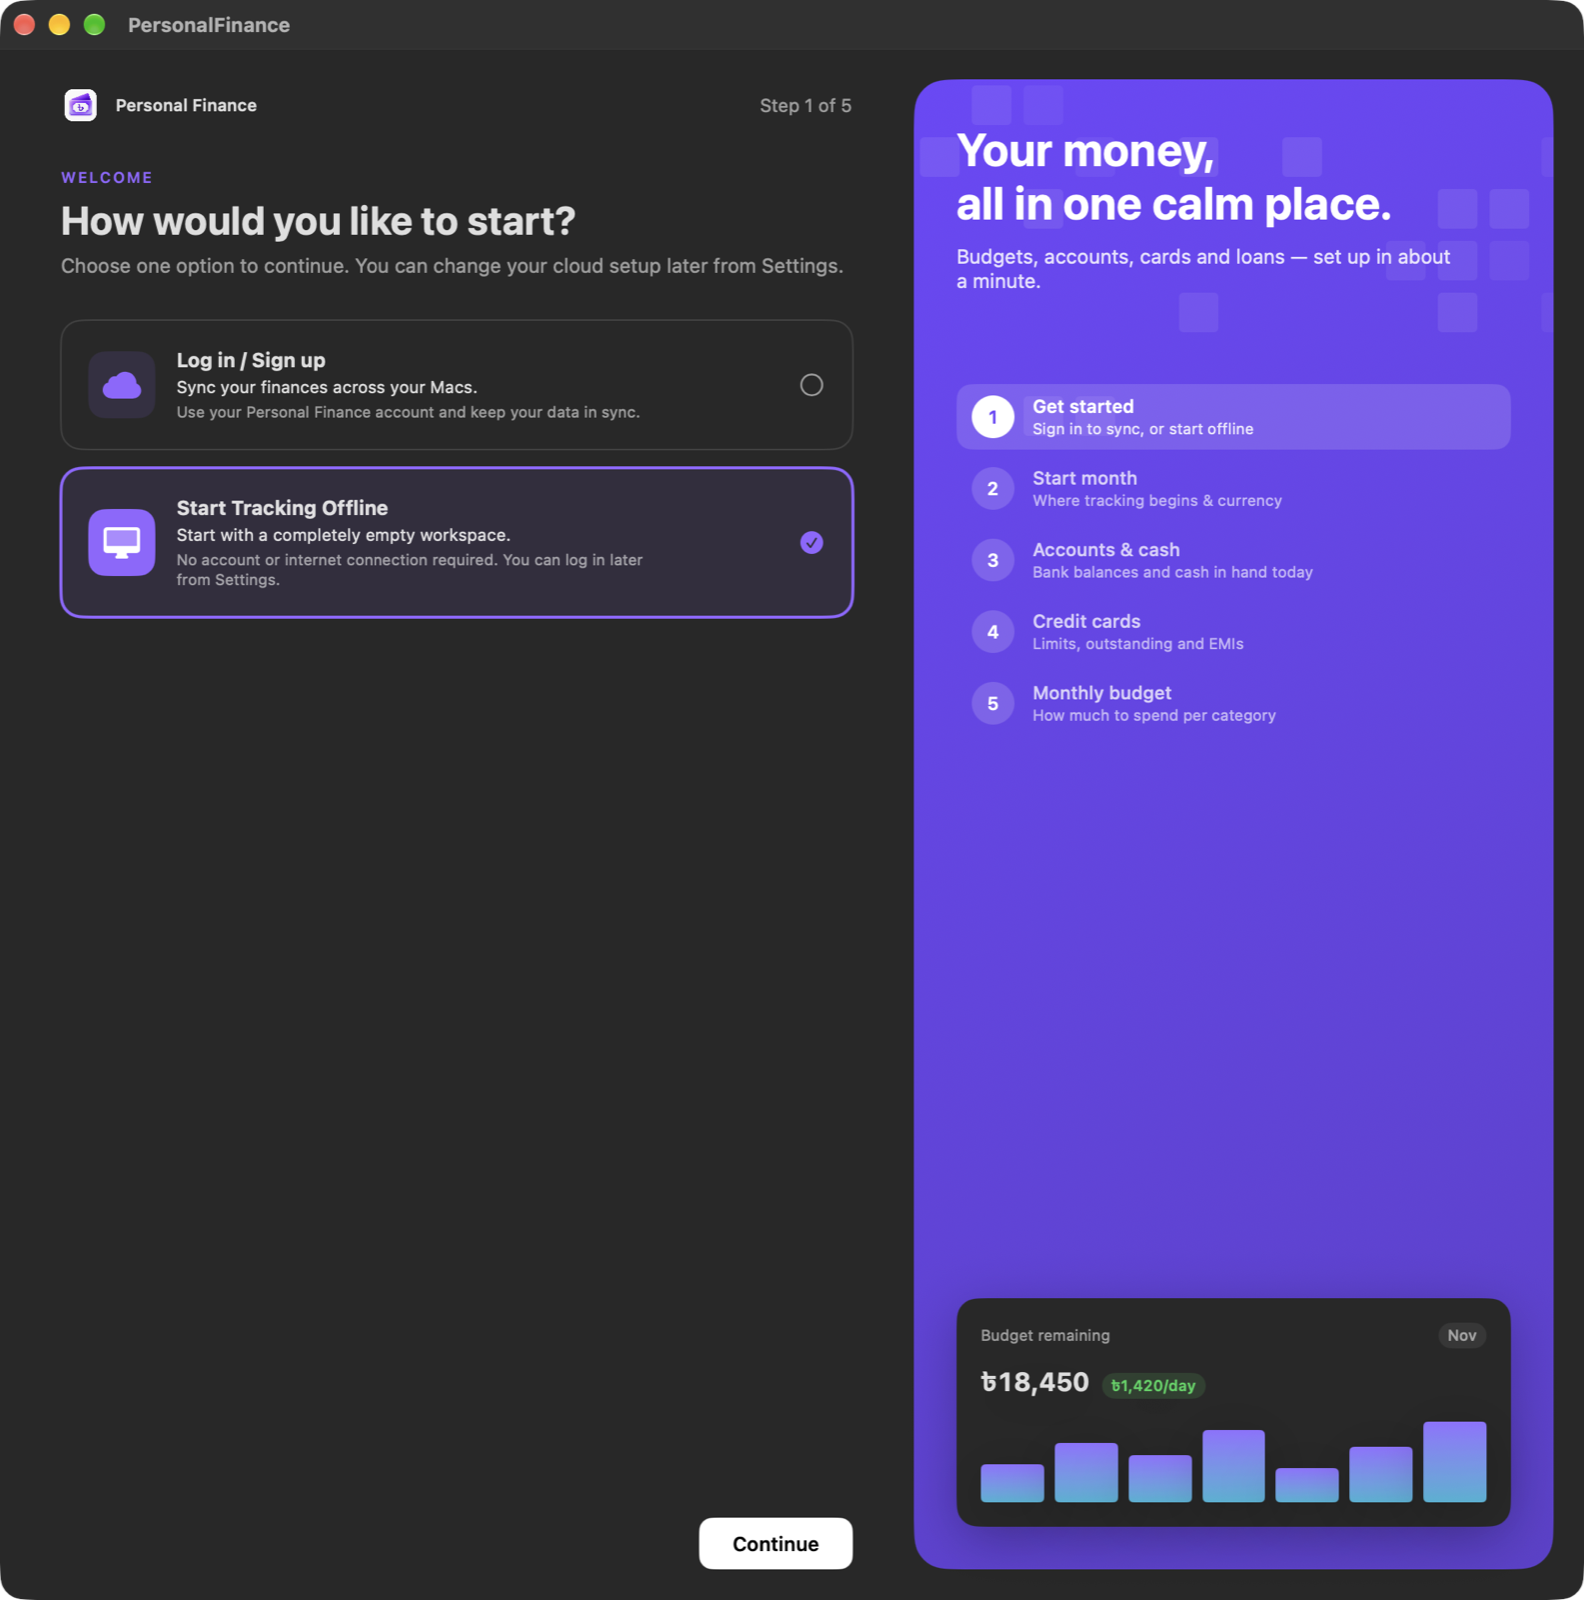 PersonalFinance
Personal Finance
Step 1 of 5
WELCOME
How would you like to start?
Choose one option to continue. You can change your cloud setup later from Settings.
Log in / Sign up
Sync your finances across your Macs.
Use your Personal Finance account and keep your data in sync.
Start Tracking Offline
Start with a completely empty workspace.
No account or internet connection required. You can log in later
from Settings.
Continue
Your money,
all in one calm place.
Budgets, accounts, cards and loans — set up in about
a minute.
1
Get started
Sign in to sync, or start offline
2
Start month
Where tracking begins & currency
3
Accounts & cash
Bank balances and cash in hand today
4
Credit cards
Limits, outstanding and EMIs
5
Monthly budget
How much to spend per category
Budget remaining
Nov
৳18,450
৳1,420/day